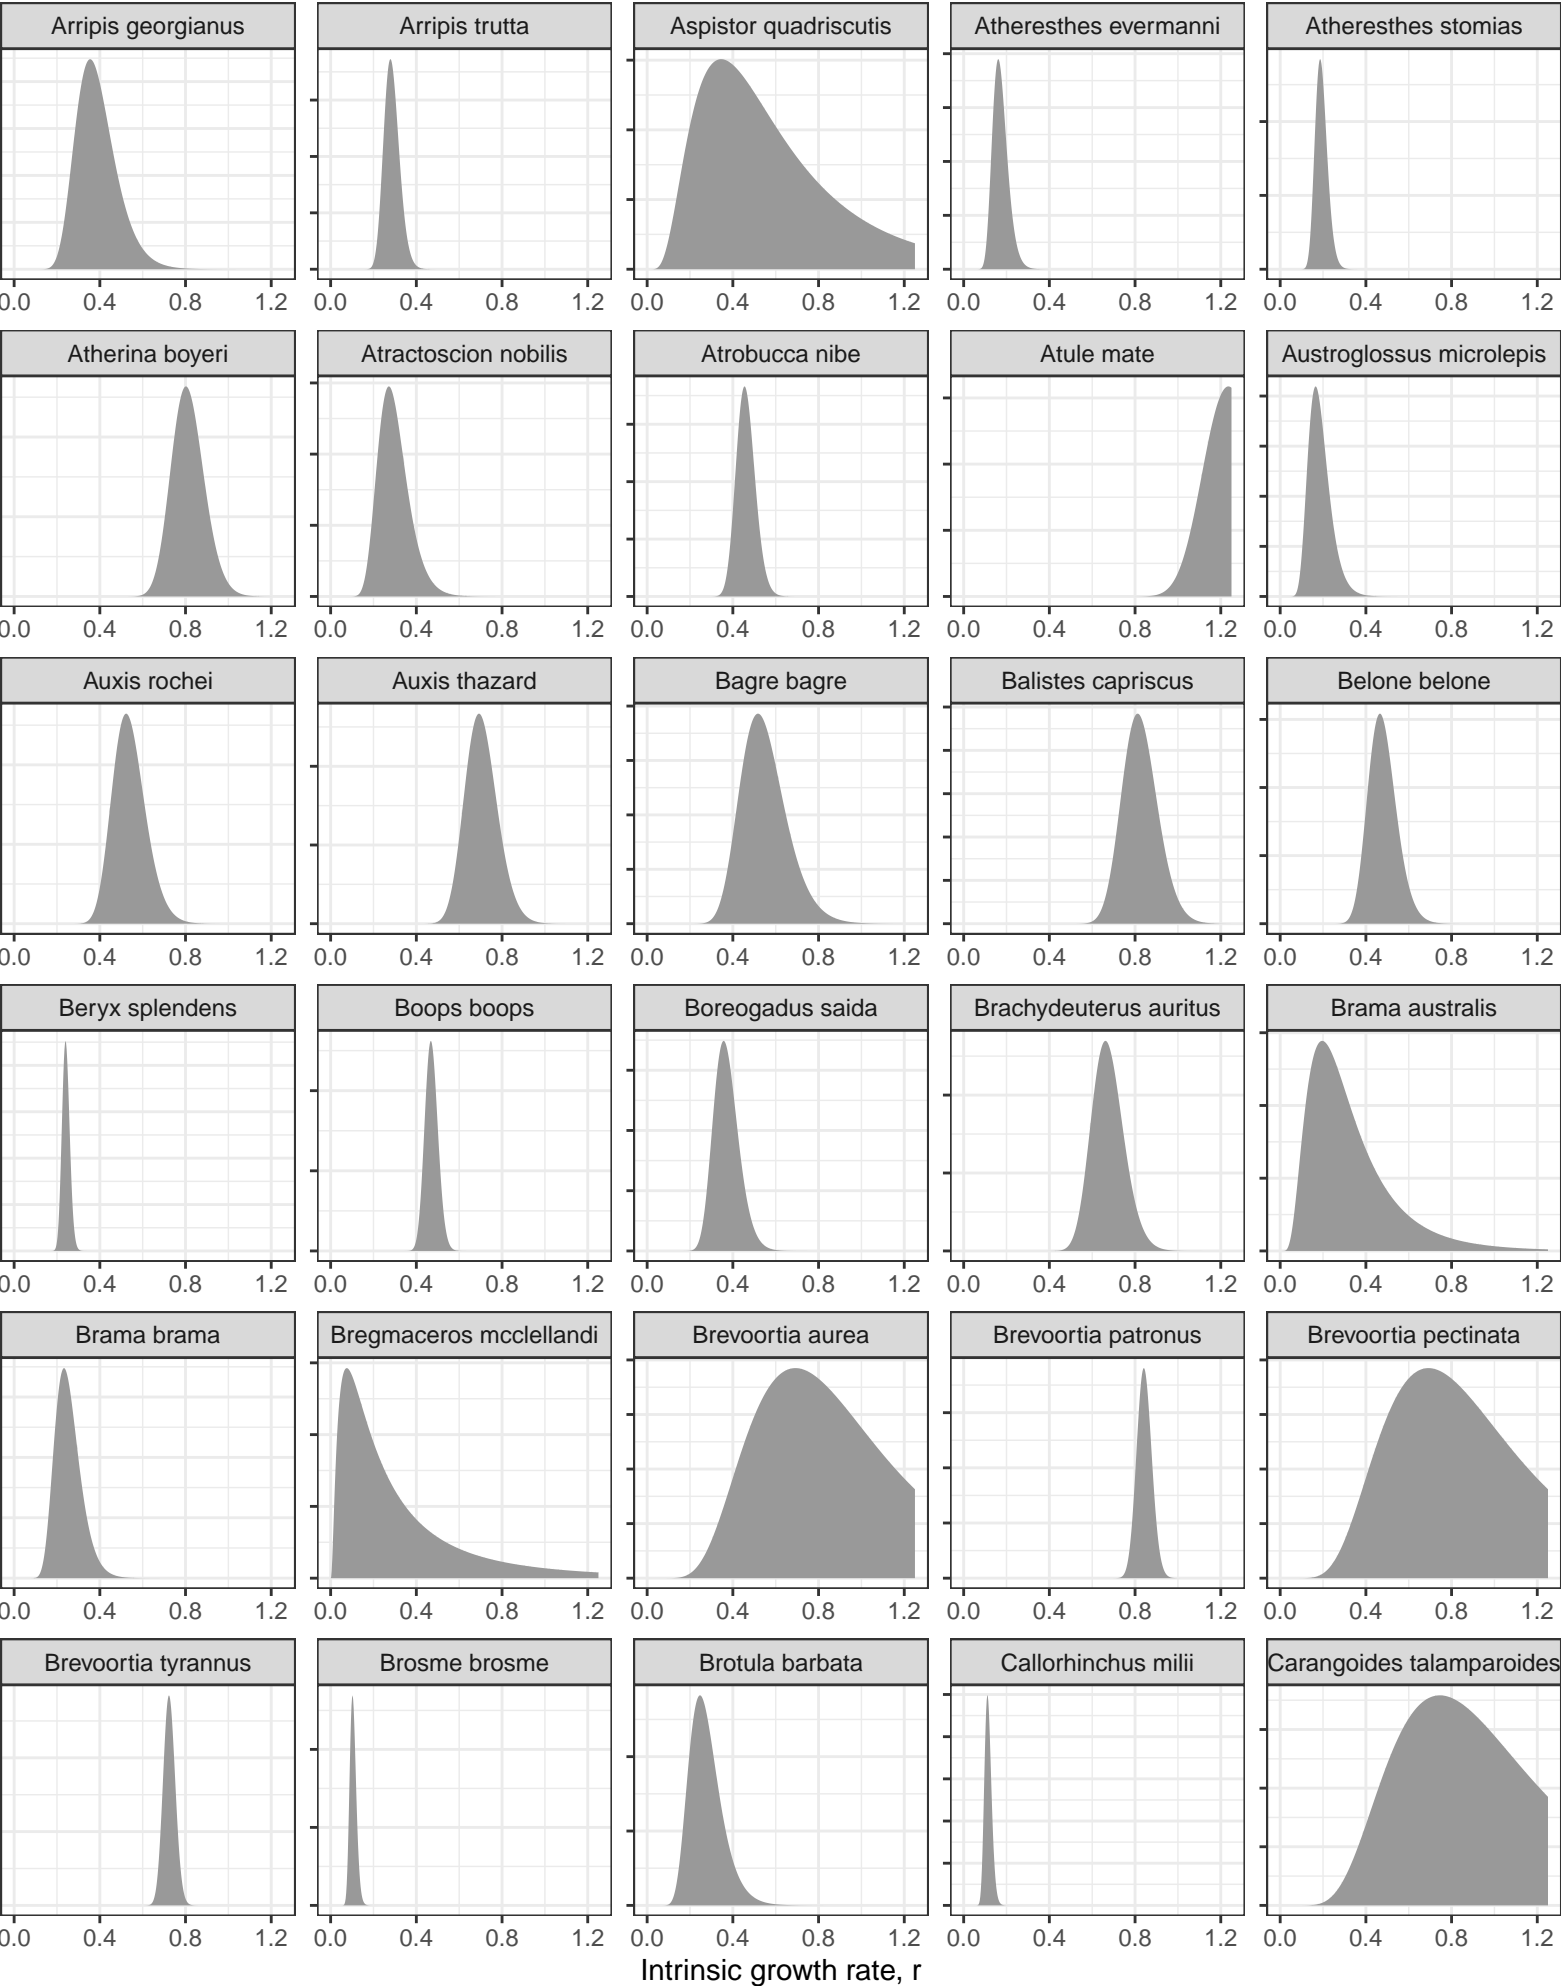 Arripis georgianus Arripis trutta Aspistor quadriscutis Atheresthes evermanni Atheresthes stomias
0.0 0.4 0.8 1.2 0.0 0.4 0.8 1.2 0.0 0.4 0.8 1.2 0.0 0.4 0.8 1.2 0.0 0.4 0.8 1.2
Atherina boyeri Atractoscion nobilis Atrobucca nibe Atule mate Austroglossus microlepis
0.0 0.4 0.8 1.2 0.0 0.4 0.8 1.2 0.0 0.4 0.8 1.2 0.0 0.4 0.8 1.2 0.0 0.4 0.8 1.2
Auxis rochei Auxis thazard Bagre bagre Balistes capriscus Belone belone
0.0 0.4 0.8 1.2 0.0 0.4 0.8 1.2 0.0 0.4 0.8 1.2 0.0 0.4 0.8 1.2 0.0 0.4 0.8 1.2
Beryx splendens Boops boops Boreogadus saida Brachydeuterus auritus Brama australis
0.0 0.4 0.8 1.2 0.0 0.4 0.8 1.2 0.0 0.4 0.8 1.2 0.0 0.4 0.8 1.2 0.0 0.4 0.8 1.2
Brama brama Bregmaceros mcclellandi Brevoortia aurea Brevoortia patronus Brevoortia pectinata
0.0 0.4 0.8 1.2 0.0 0.4 0.8 1.2 0.0 0.4 0.8 1.2 0.0 0.4 0.8 1.2 0.0 0.4 0.8 1.2
Brevoortia tyrannus Brosme brosme Brotula barbata Callorhinchus milii Carangoides talamparoides
0.0 0.4 0.8 1.2 0.0 0.4 0.8 1.2 0.0 0.4 0.8 1.2 0.0 0.4 0.8 1.2 0.0 0.4 0.8 1.2
Intrinsic growth rate, r